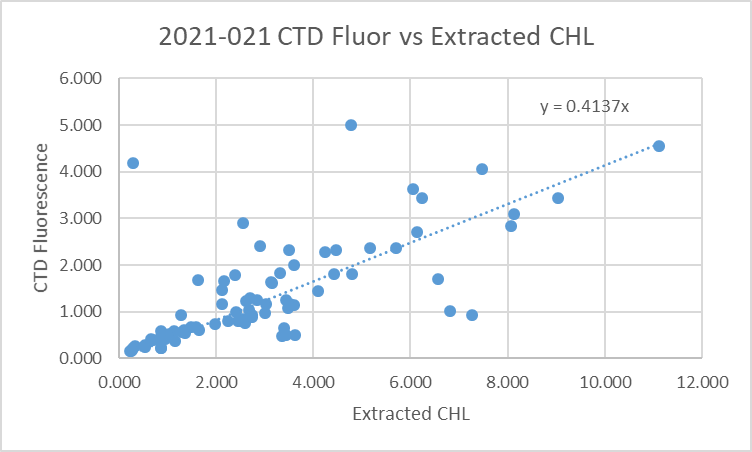 2021-021 CTD Fluor vs Extracted CHL
6.000
y = 0.4137x
5.000
4.000
3.000
2.000
1.000
0.000
CTD Fluorescence
0.000 2.000 4.000 6.000 8.000 10.000 12.000
Extracted CHL